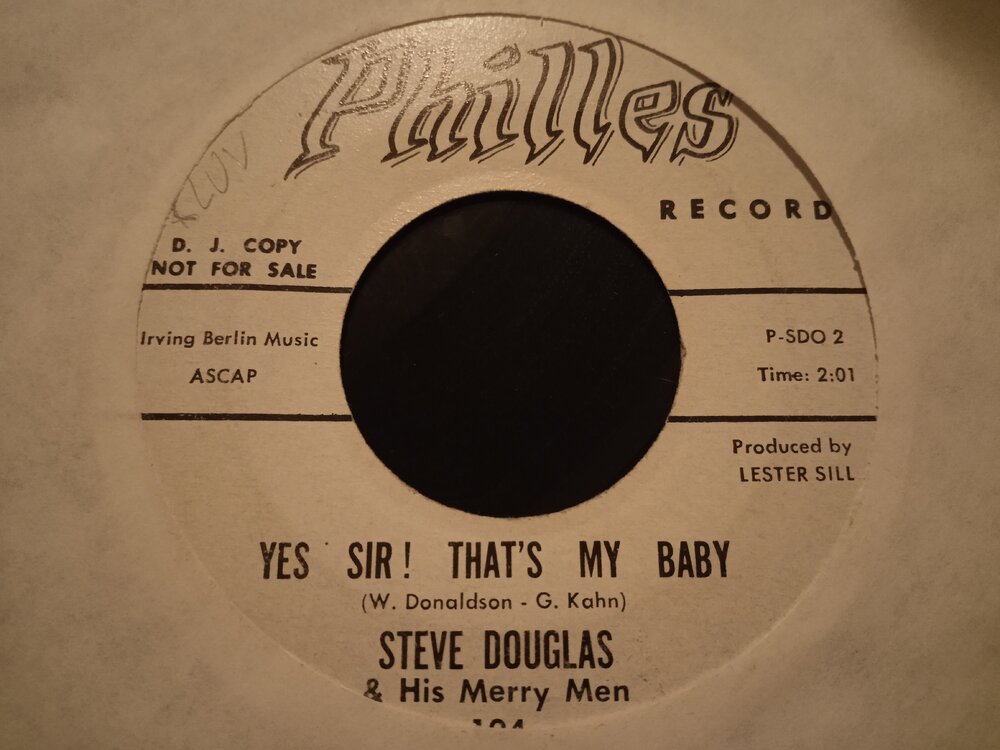 Philles
RECORD
D. J. COPY
NOT FOR SALE
Irving Berlin Music
ASCAP
P-SDO 2
Time: 2:01
Produced by
LESTER SILL
YES SIR! THAT'S MY BABY
(W. Donaldson - G. Kahn)
STEVE DOUGLAS
& His Merry Men
104